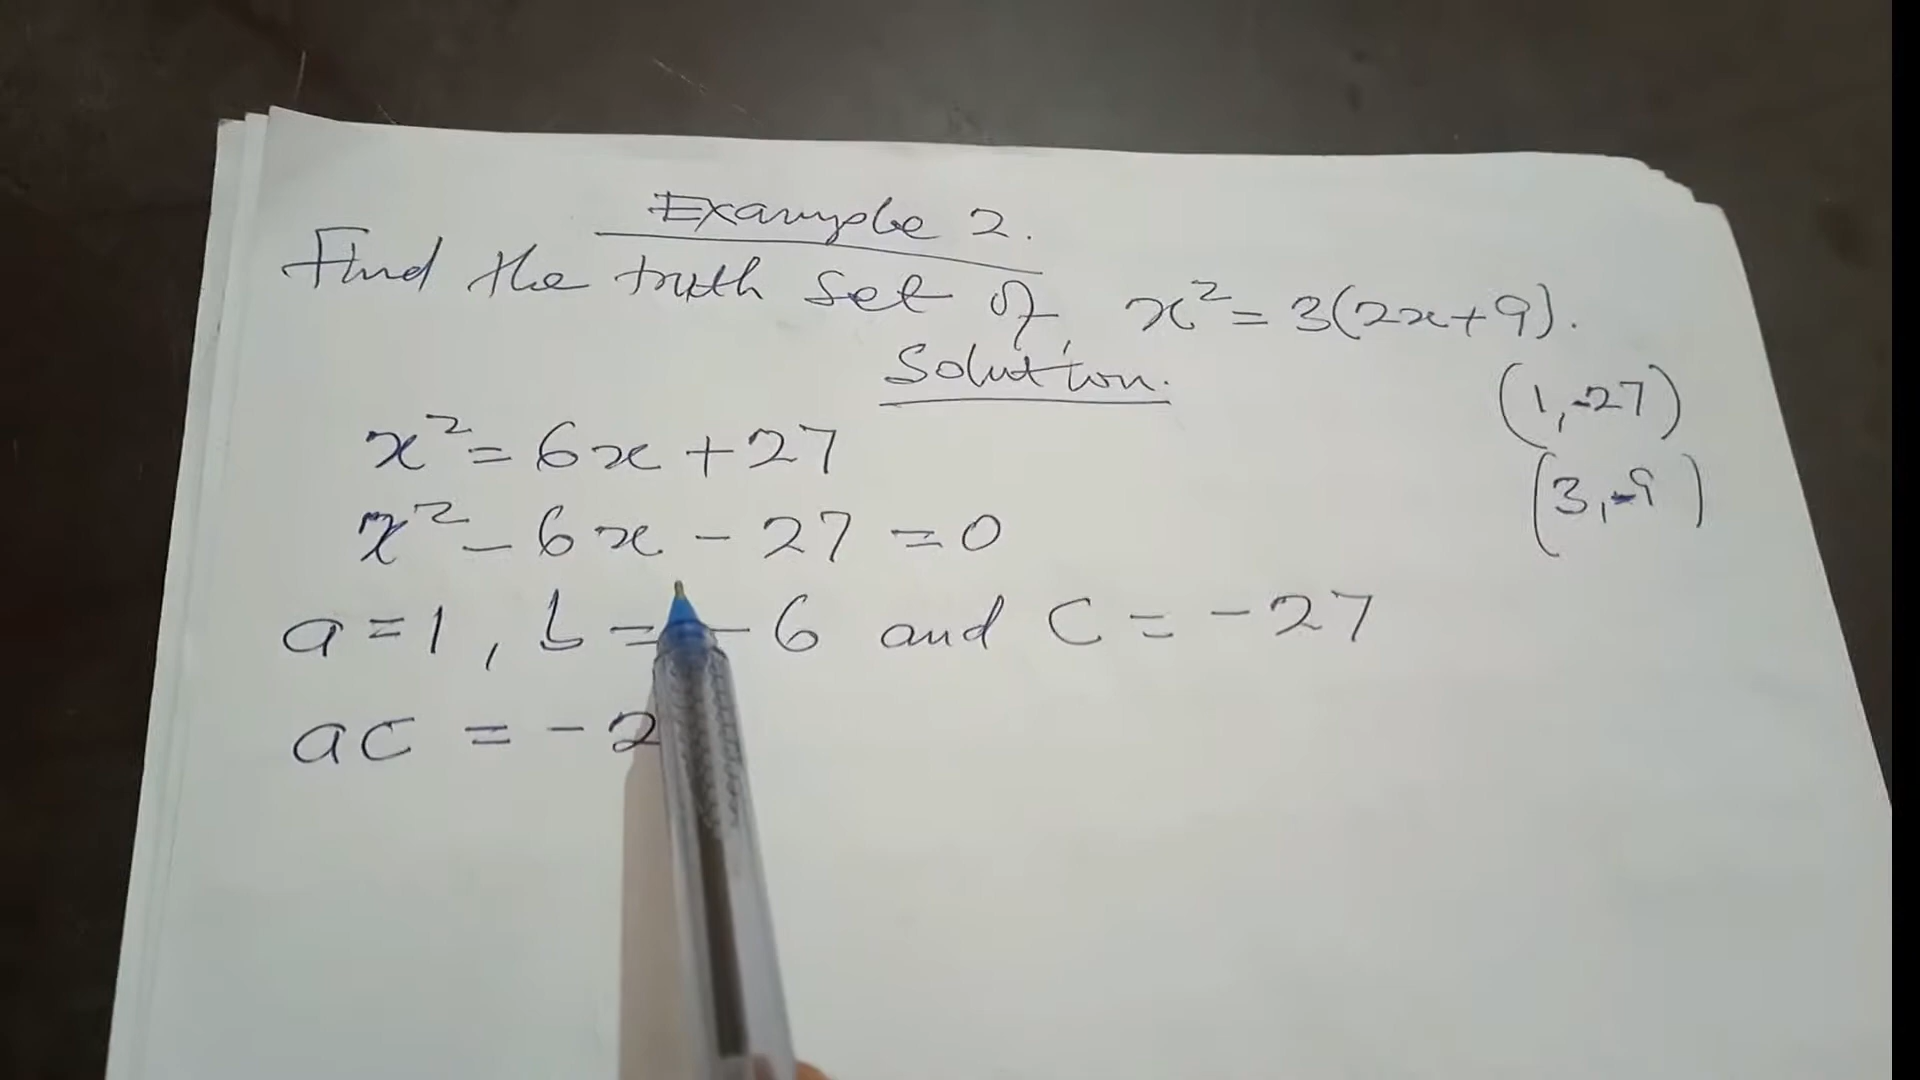 Example 2.
Find the truth set of, x² = 3(2x+9).
Solution.
(1,-27)
x² = 6x + 27
(3,-9)
x² - 6x - 27 = 0
a = 1, b = - 6 and c = - 27
ac = - 2